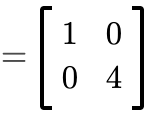 = [ 1 0
0 4 ]